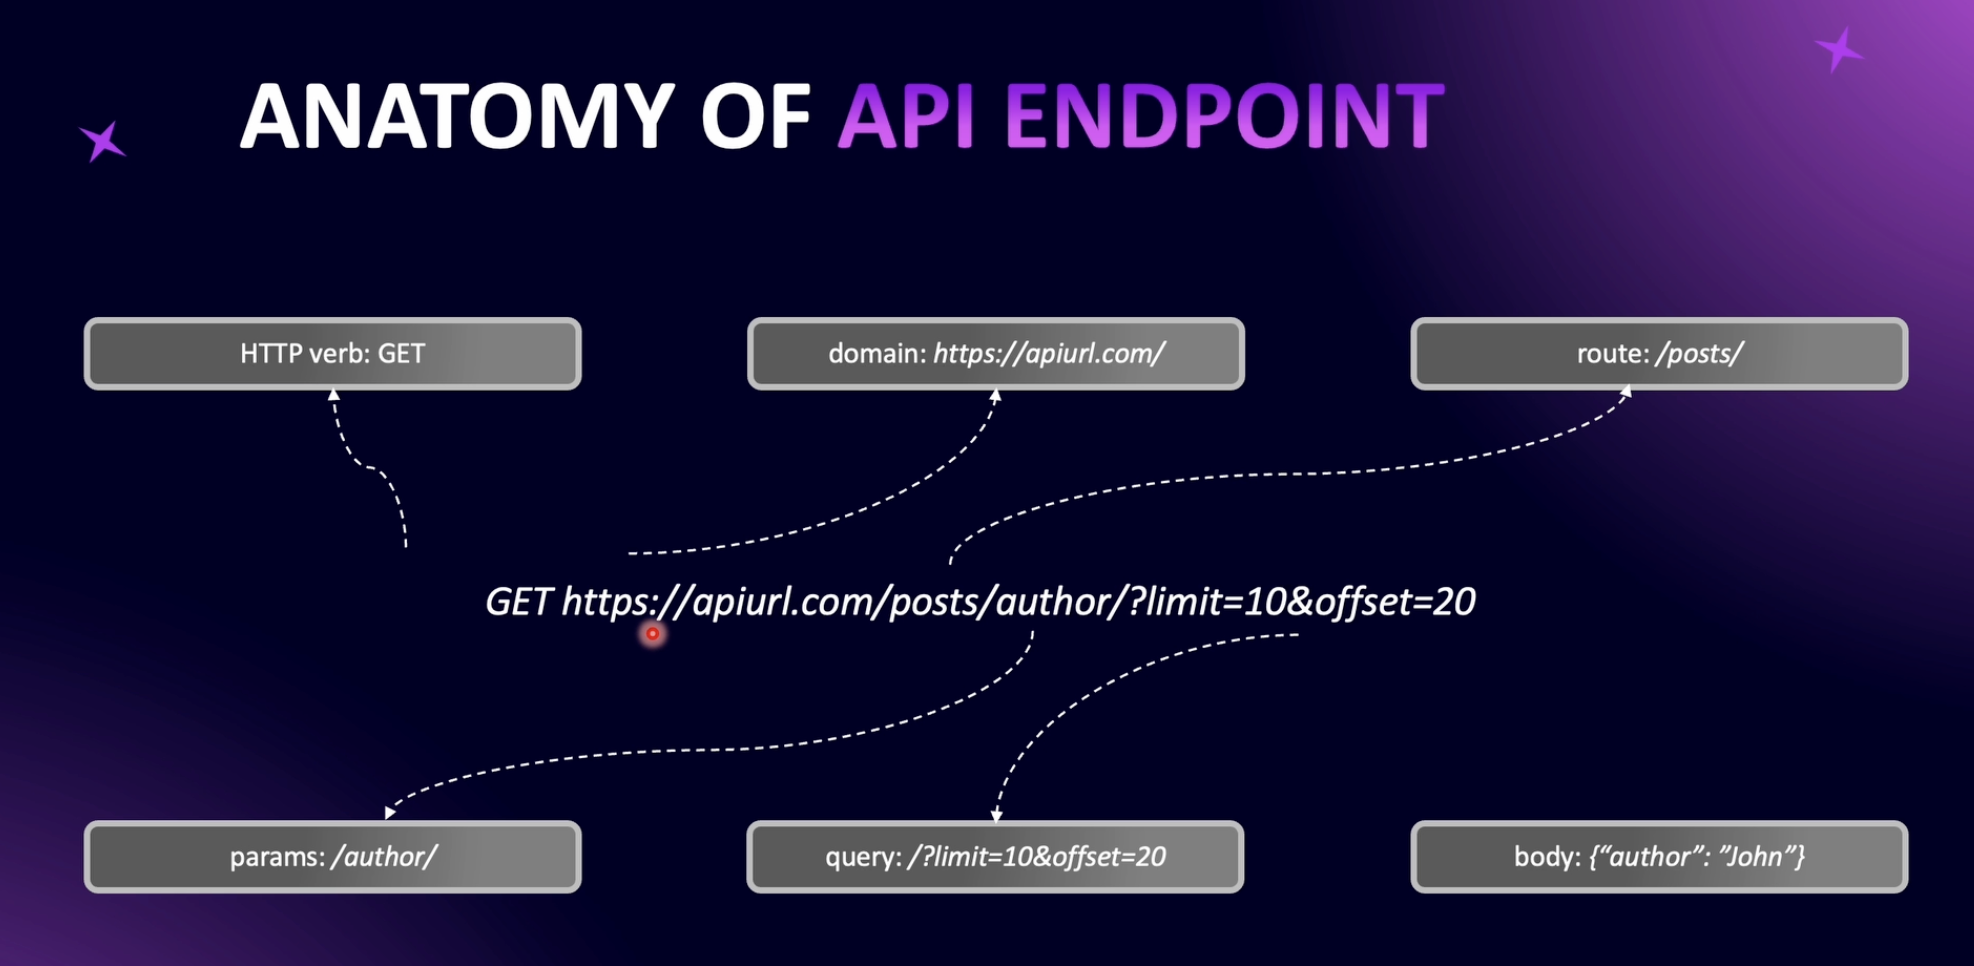 ANATOMY OF API ENDPOINT
HTTP verb: GET
domain: https://apiurl.com/
route: /posts/
GET https://apiurl.com/posts/author/?limit=10&offset=20
params: /author/
query: /?limit=10&offset=20
body: {“author”: ”John”}